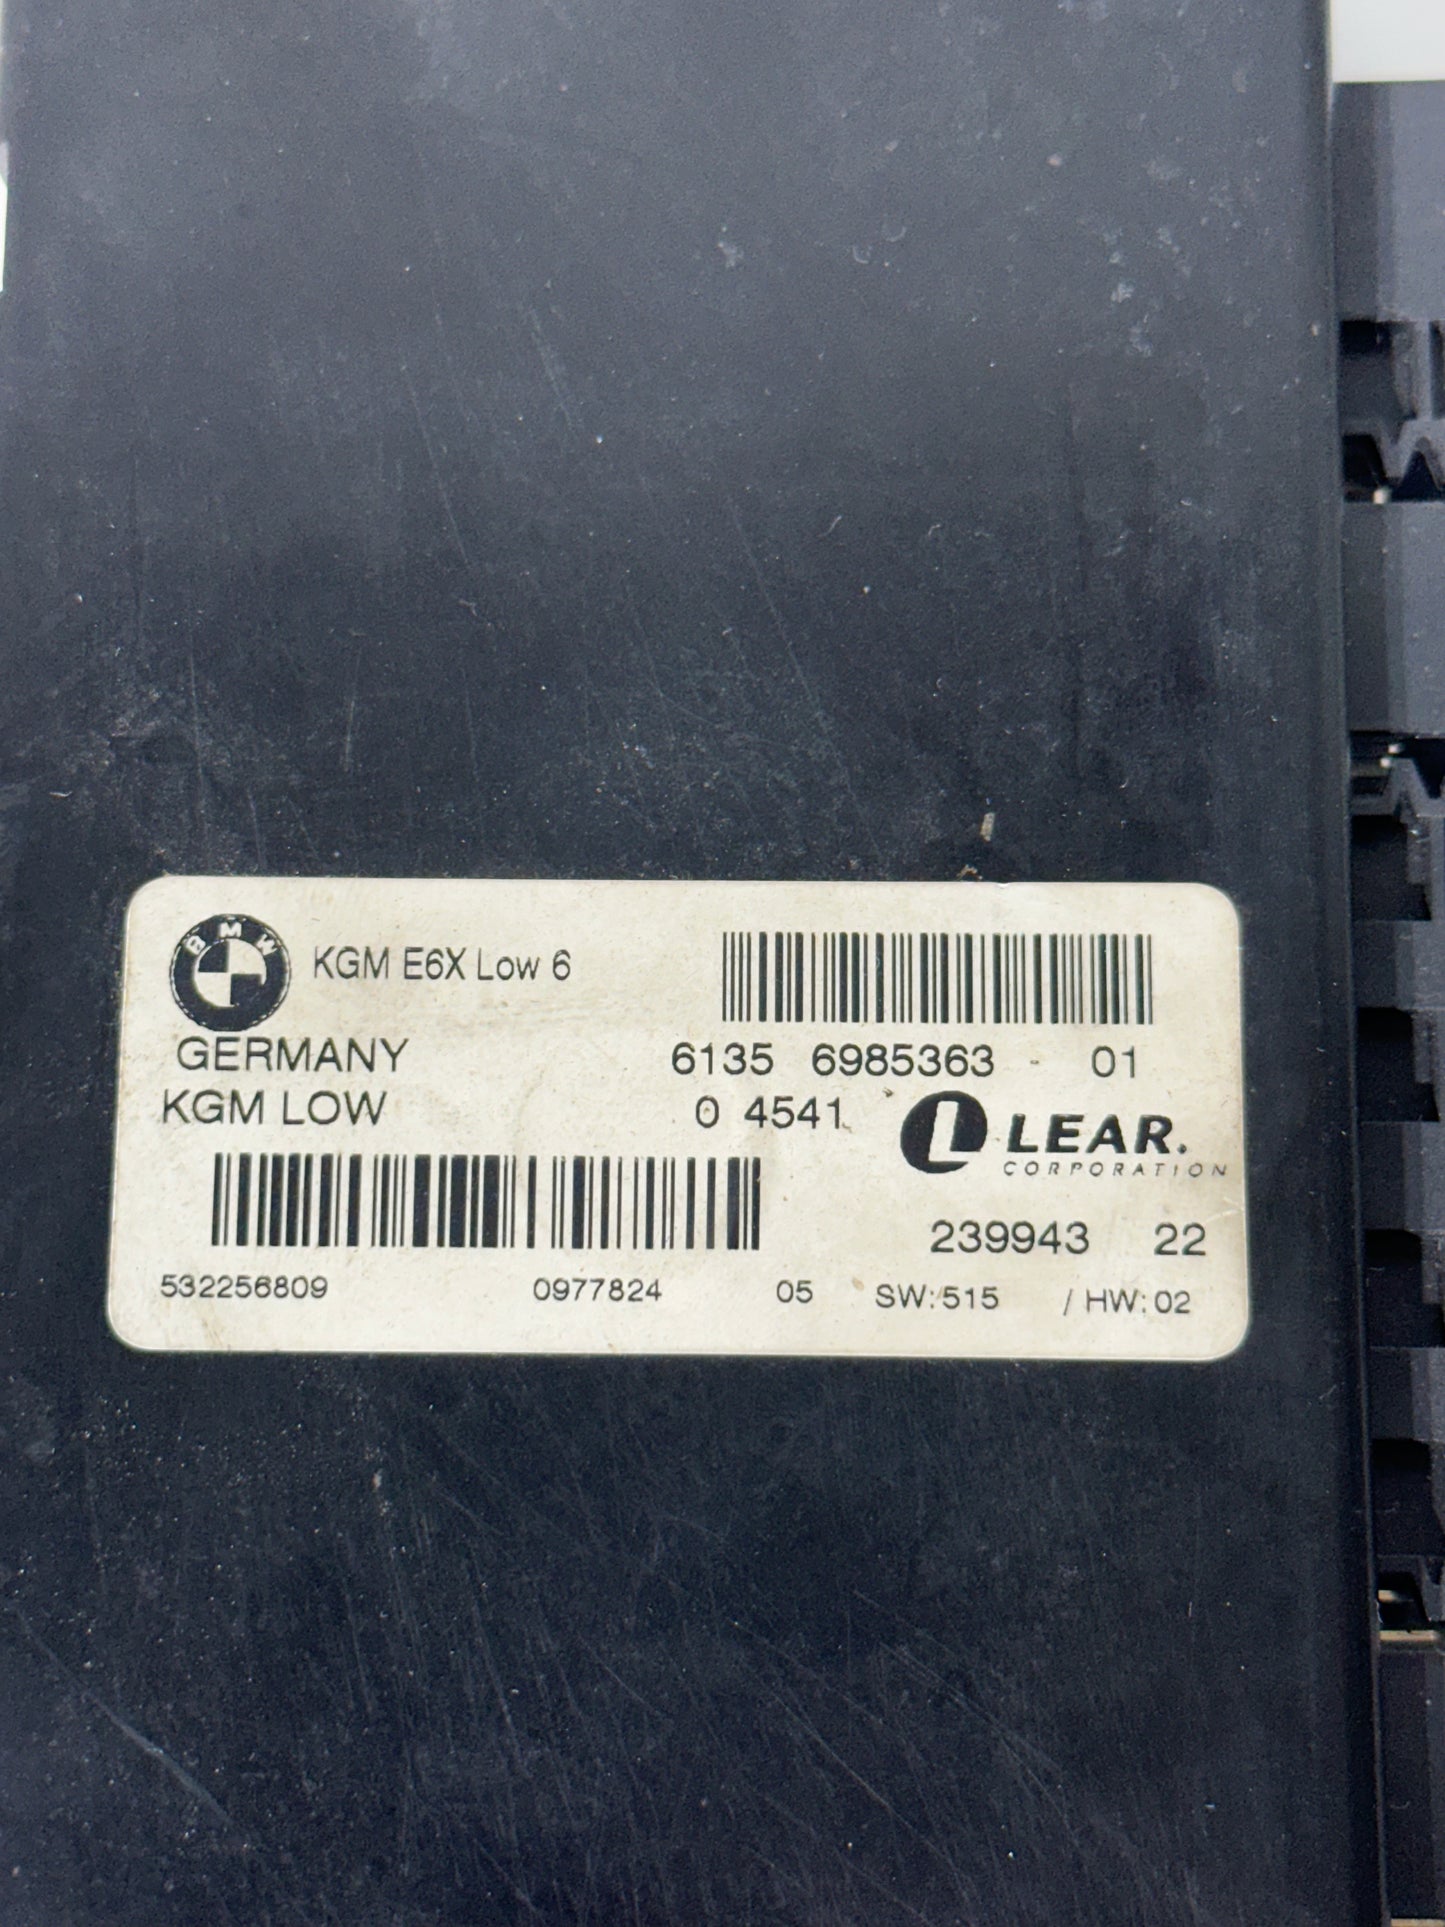 BMW
KGM E6X Low 6
GERMANY
6135 6985363 - 01
KGM LOW
0 4541
L LEAR.
CORPORATION
239943 22
532256809 0977824 05 SW:515 / HW:02